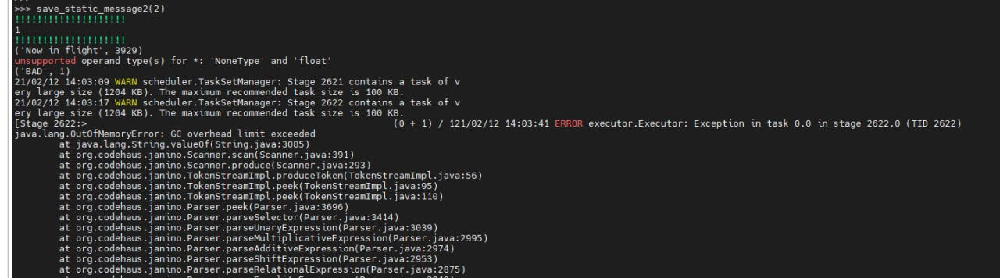 >>> save_static_message2(2)
!!!!!!!!!!!!!!!!!!!!
1
!!!!!!!!!!!!!!!!!!!!
('Now in flight', 3929)
unsupported operand type(s) for *: 'NoneType' and 'float'
('BAD', 1)
21/02/12 14:03:09 WARN scheduler.TaskSetManager: Stage 2621 contains a task of v
ery large size (1204 KB). The maximum recommended task size is 100 KB.
21/02/12 14:03:17 WARN scheduler.TaskSetManager: Stage 2622 contains a task of v
ery large size (1204 KB). The maximum recommended task size is 100 KB.
[Stage 2622:> (0 + 1) / 121/02/12 14:03:41 ERROR executor.Executor: Exception in task 0.0 in stage 2622.0 (TID 2622)
java.lang.OutOfMemoryError: GC overhead limit exceeded
at java.lang.String.valueOf(String.java:3085)
at org.codehaus.janino.Scanner.scan(Scanner.java:391)
at org.codehaus.janino.Scanner.produce(Scanner.java:293)
at org.codehaus.janino.TokenStreamImpl.produceToken(TokenStreamImpl.java:56)
at org.codehaus.janino.TokenStreamImpl.peek(TokenStreamImpl.java:95)
at org.codehaus.janino.TokenStreamImpl.peek(TokenStreamImpl.java:110)
at org.codehaus.janino.Parser.peek(Parser.java:3696)
at org.codehaus.janino.Parser.parseSelector(Parser.java:3414)
at org.codehaus.janino.Parser.parseUnaryExpression(Parser.java:3039)
at org.codehaus.janino.Parser.parseMultiplicativeExpression(Parser.java:2995)
at org.codehaus.janino.Parser.parseAdditiveExpression(Parser.java:2974)
at org.codehaus.janino.Parser.parseShiftExpression(Parser.java:2953)
at org.codehaus.janino.Parser.parseRelationalExpression(Parser.java:2875)